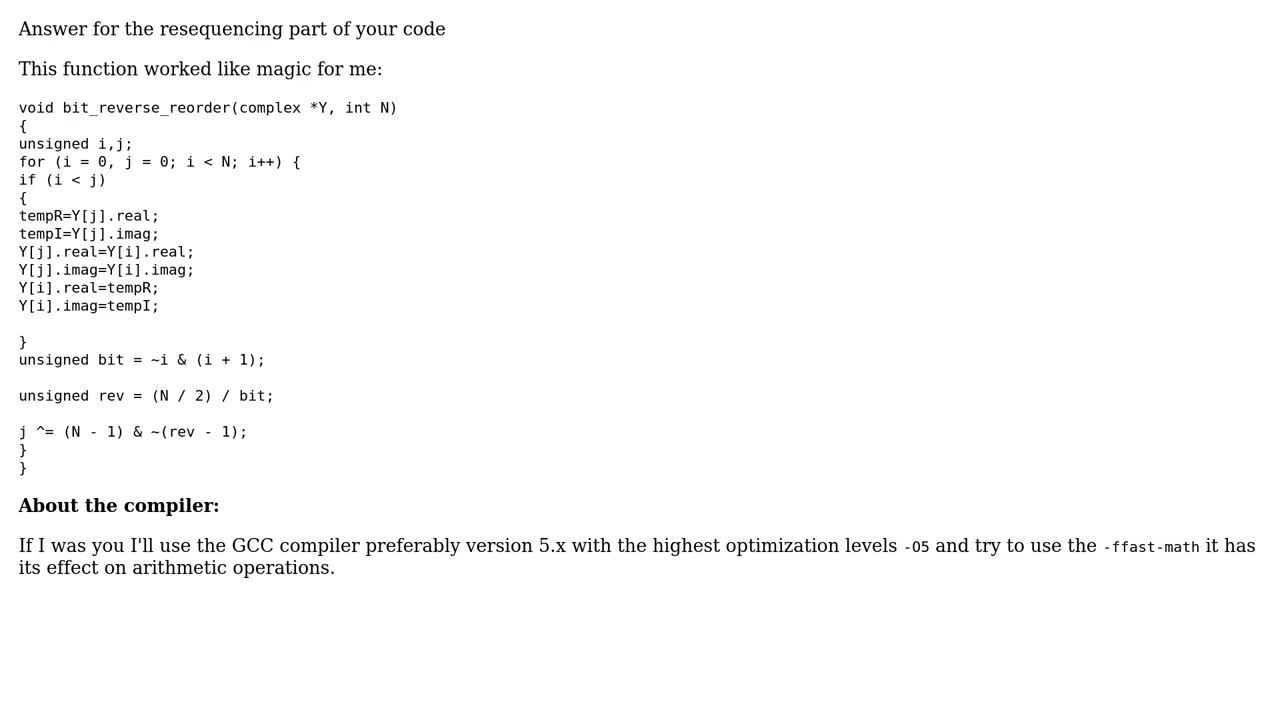 Answer for the resequencing part of your code
This function worked like magic for me:
void bit_reverse_reorder(complex *Y, int N)
{
unsigned i,j;
for (i = 0, j = 0; i < N; i++) {
if (i < j)
{
tempR=Y[j].real;
tempI=Y[j].imag;
Y[j].real=Y[i].real;
Y[j].imag=Y[i].imag;
Y[i].real=tempR;
Y[i].imag=tempI;
}
unsigned bit = ~i & (i + 1);
unsigned rev = (N / 2) / bit;
j ^= (N - 1) & ~(rev - 1);
}
}
About the compiler:
If I was you I'll use the GCC compiler preferably version 5.x with the highest optimization levels -O5 and try to use the -ffast-math it has
its effect on arithmetic operations.